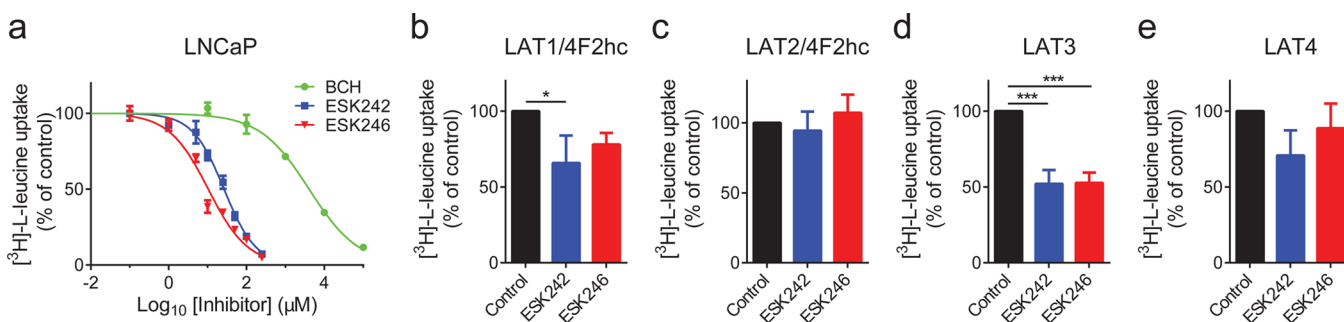 a
LNCaP
[³H]-L-leucine uptake
(% of control)
100
50
0
-2
0
2
4
Log₁₀ [Inhibitor] (µM)
BCH
ESK242
ESK246
b
LAT1/4F2hc
[³H]-L-leucine uptake
(% of control)
100
50
0
*
Control
ESK242
ESK246
c
LAT2/4F2hc
[³H]-L-leucine uptake
(% of control)
100
50
0
Control
ESK242
ESK246
d
LAT3
[³H]-L-leucine uptake
(% of control)
100
50
0
***
***
Control
ESK242
ESK246
e
LAT4
[³H]-L-leucine uptake
(% of control)
100
50
0
Control
ESK242
ESK246